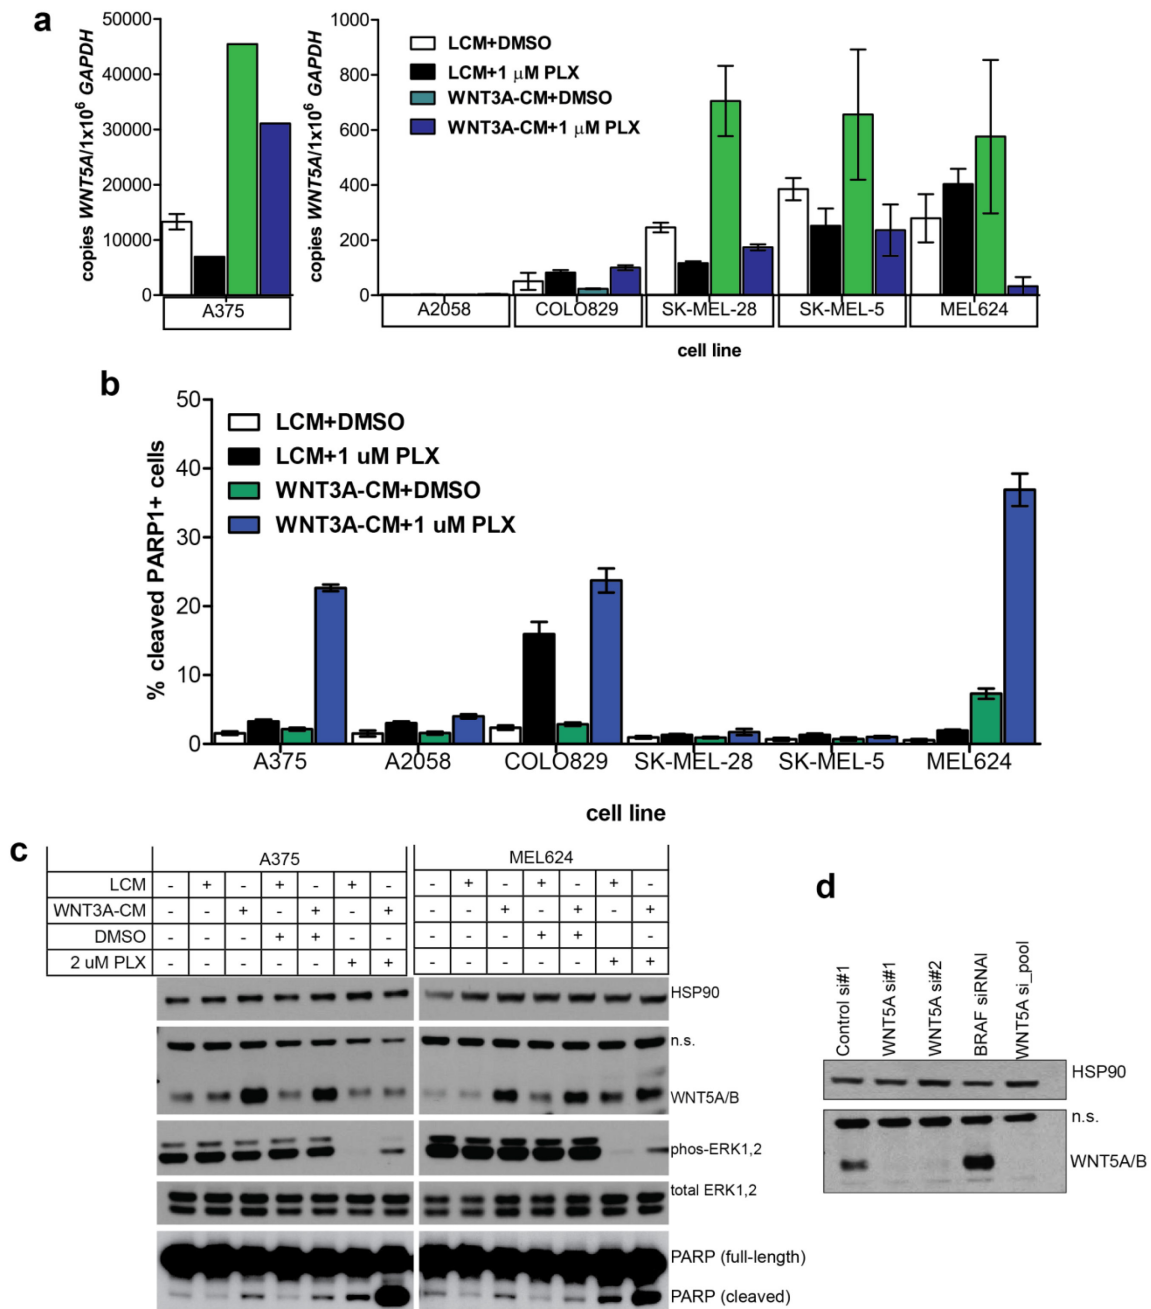 a
copies WNT5A/1x10⁶ GAPDH
50000
40000
30000
20000
10000
0
A375
copies WNT5A/1x10⁶ GAPDH
1000
800
600
400
200
0
LCM+DMSO
LCM+1 μM PLX
WNT3A-CM+DMSO
WNT3A-CM+1 μM PLX
A2058 COLO829 SK-MEL-28 SK-MEL-5 MEL624
cell line
b
% cleaved PARP1+ cells
50
40
30
20
10
0
LCM+DMSO
LCM+1 uM PLX
WNT3A-CM+DMSO
WNT3A-CM+1 uM PLX
A375 A2058 COLO829 SK-MEL-28 SK-MEL-5 MEL624
cell line
c
A375 MEL624
LCM - + - + - + - - + - + - + -
WNT3A-CM - - + - + - + - - + - + - +
DMSO - - - + + - - - - - + + -
2 uM PLX - - - - - + + - - - - - + +
HSP90
n.s.
WNT5A/B
phos-ERK1,2
total ERK1,2
PARP (full-length)
PARP (cleaved)
d
Control si#1
WNT5A si#1
WNT5A si#2
BRAF siRNAI
WNT5A si_pool
HSP90
n.s.
WNT5A/B